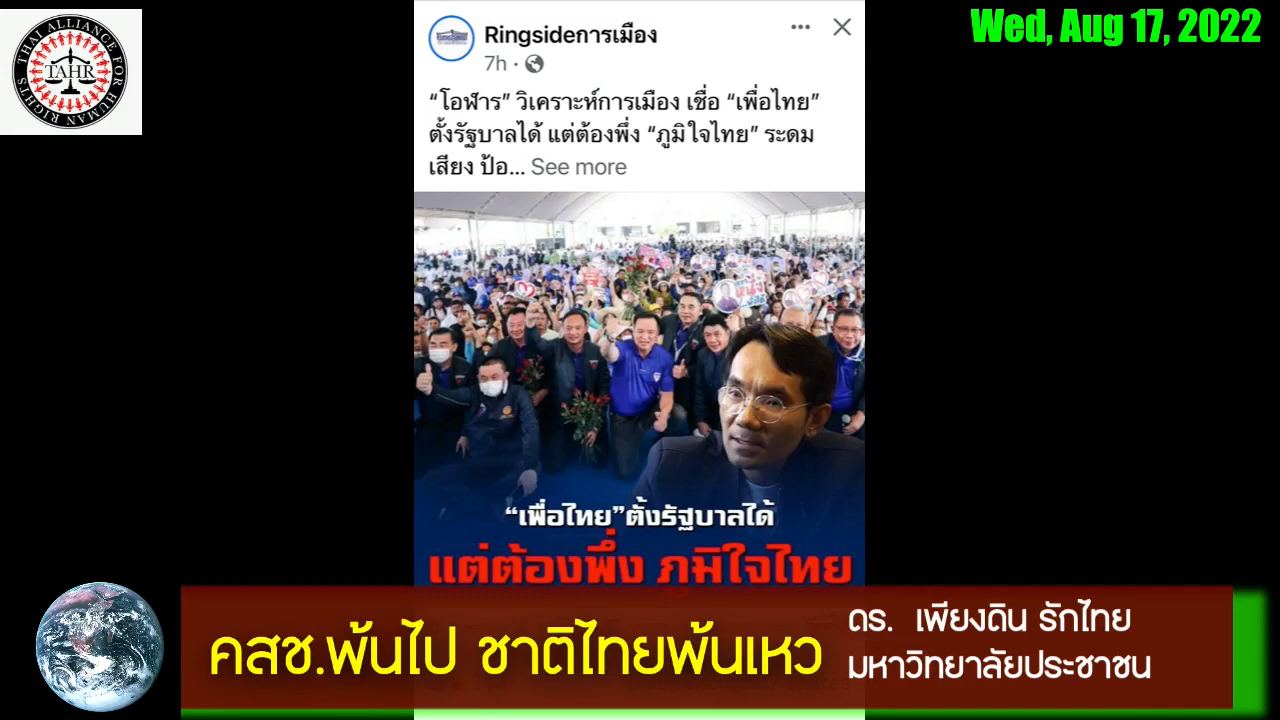 THAI ALLIANCE FOR HUMAN RIGHTS
TAHR
Wed, Aug 17, 2022
Ringsideการเมือง
7h
“โอฬาร” วิเคราะห์การเมือง เชื่อ “เพื่อไทย”
ตั้งรัฐบาลได้ แต่ต้องพึ่ง “ภูมิใจไทย” ระดม
เสียง ป้อ... See more
“เพื่อไทย”ตั้งรัฐบาลได้
แต่ต้องพึ่ง ภูมิใจไทย
คสช.พ้นไป ชาติไทยพ้นเหว
ดร. เพียงดิน รักไทย
มหาวิทยาลัยประชาชน